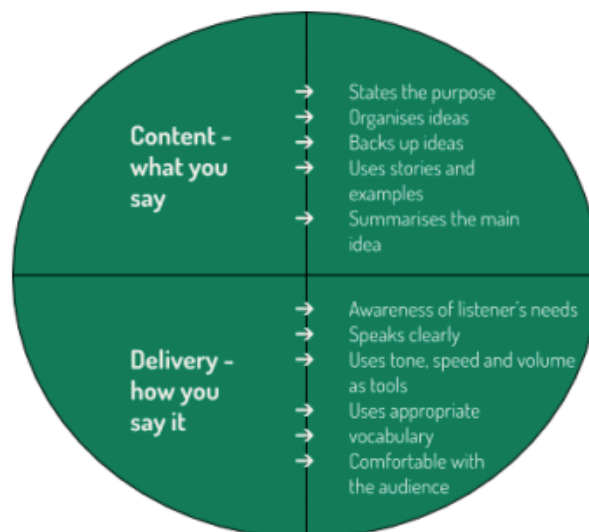 Content -
what you
say
→ States the purpose
→ Organises ideas
→ Backs up ideas
→ Uses stories and
examples
→ Summarises the main
idea
Delivery -
how you
say it
→ Awareness of listener's needs
→ Speaks clearly
→ Uses tone, speed and volume
as tools
→ Uses appropriate
→ vocabulary
→ Comfortable with
the audience